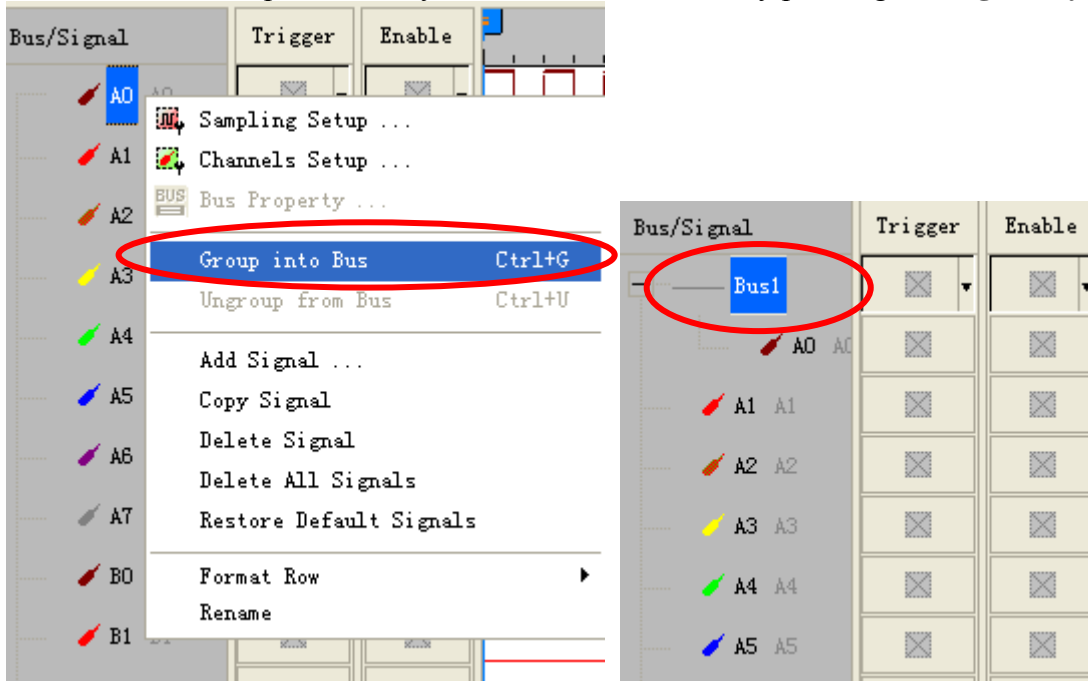 Bus/Signal Trigger Enable
A0
Sampling Setup ...
A1 Channels Setup ...
BUS Bus Property ...
A2
Group into Bus Ctrl+G
A3
Ungroup from Bus Ctrl+U
A4
Add Signal ...
A5 Copy Signal
Delete Signal
A6
Delete All Signals
A7 Restore Default Signals
B0 Format Row
Rename
B1
Bus/Signal Trigger Enable
Bus1
A0
A1 A1
A2 A2
A3 A3
A4 A4
A5 A5